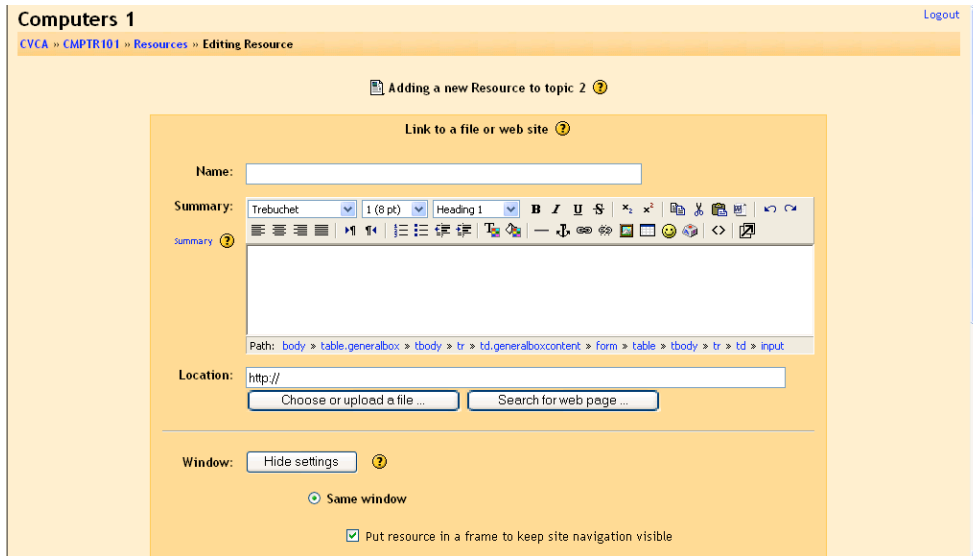 Computers 1
Logout
CVCA » CMPTR101 » Resources » Editing Resource
Adding a new Resource to topic 2
Link to a file or web site
Name:
Summary:
Trebuchet 1 (8 pt) Heading 1 B I U S
Summary
Path: body » table.generalbox » tbody » tr » td.generalboxcontent » form » table » tbody » tr » td » input
Location: http://
Choose or upload a file ... Search for web page ...
Window: Hide settings
Same window
Put resource in a frame to keep site navigation visible